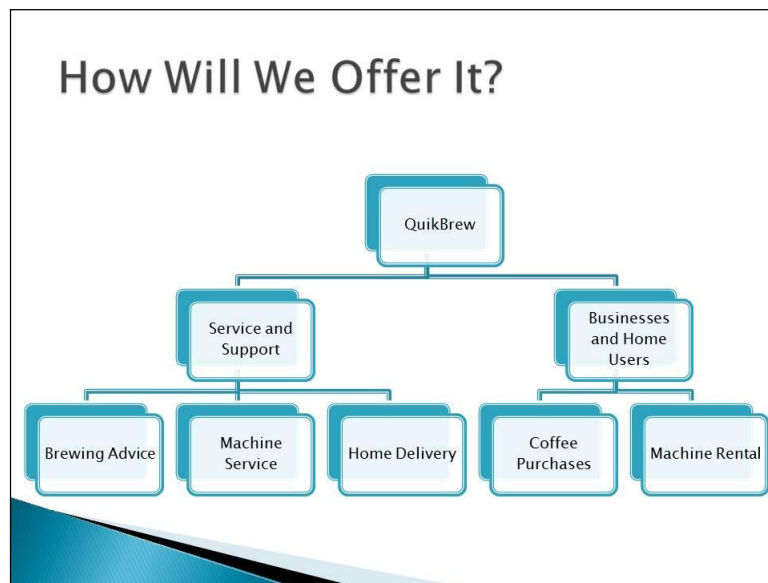 How Will We Offer It?
QuikBrew
Service and
Support
Businesses
and Home
Users
Brewing Advice
Machine
Service
Home Delivery
Coffee
Purchases
Machine Rental